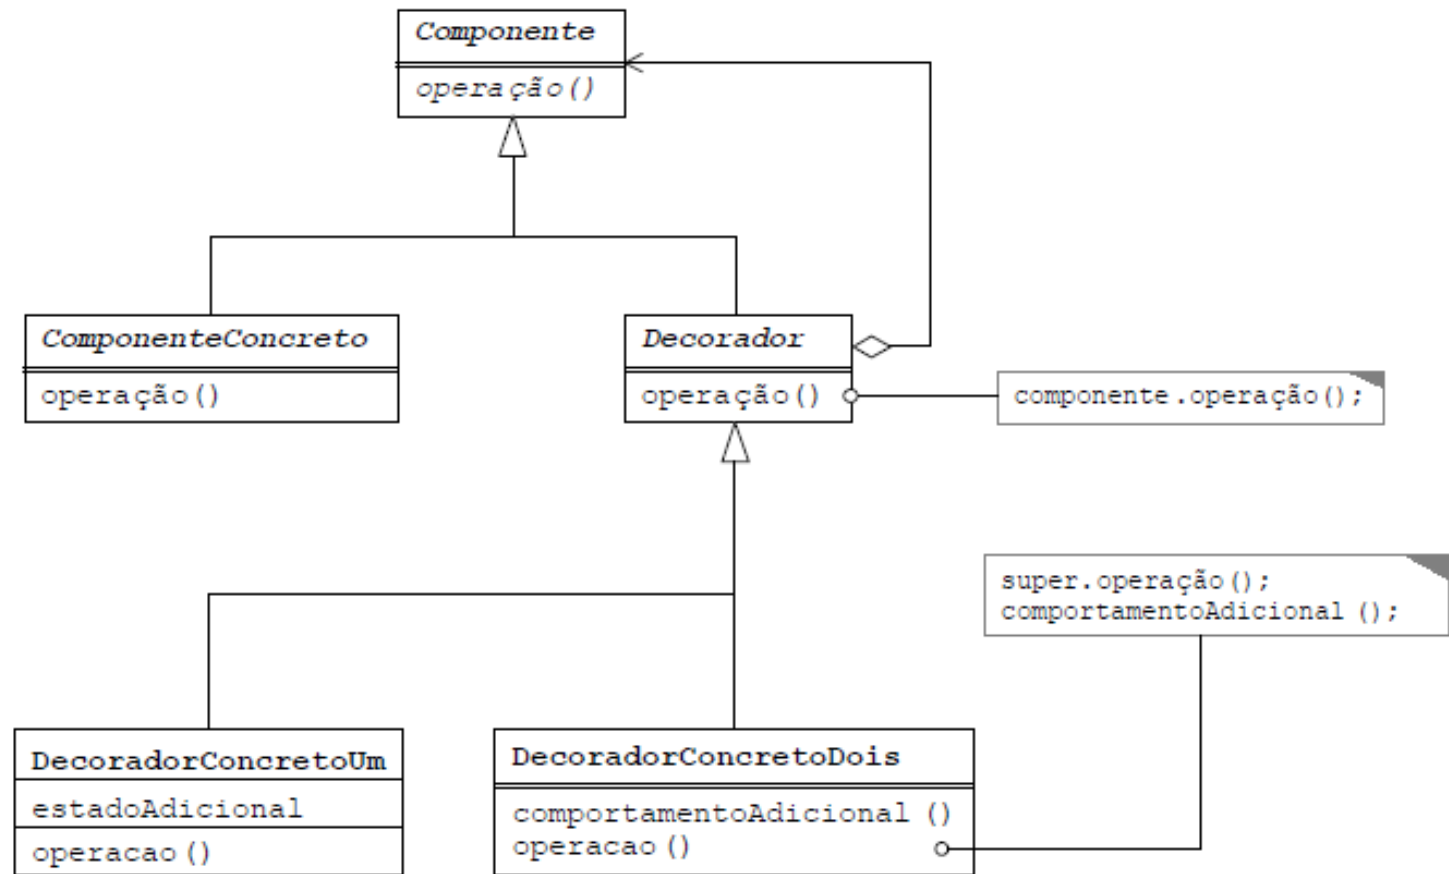 Componente
operação()
ComponenteConcreto
operação()
Decorador
operação()
componente.operação();
super.operação();
comportamentoAdicional ();
DecoradorConcretoUm
estadoAdicional
operacao()
DecoradorConcretoDois
comportamentoAdicional ()
operacao()